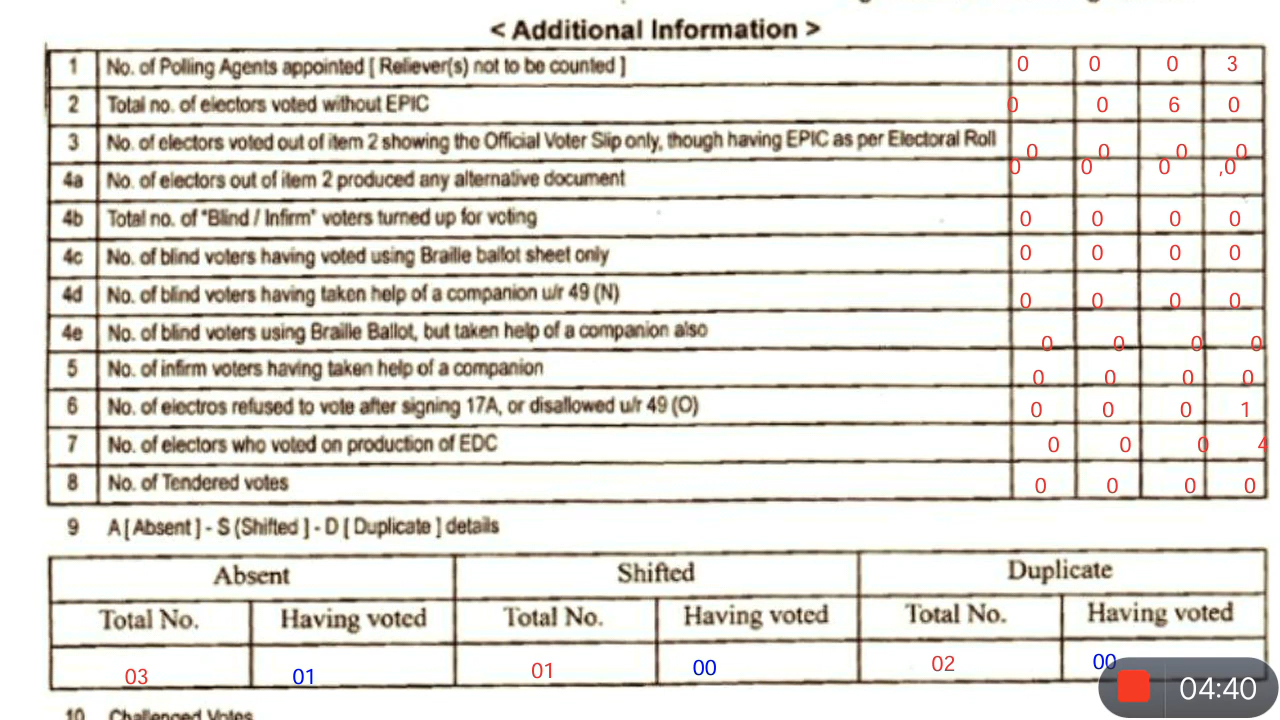 < Additional Information >
1 No. of Polling Agents appointed [ Reliever(s) not to be counted ] 0 0 0 3
2 Total no. of electors voted without EPIC 0 0 6 0
3 No. of electors voted out of item 2 showing the Official Voter Slip only, though having EPIC as per Electoral Roll 0 0 0 0
4a No. of electors out of item 2 produced any alternative document 0 0 0 ,0
4b Total no. of "Blind / Infirm" voters turned up for voting 0 0 0 0
4c No. of blind voters having voted using Braille ballot sheet only 0 0 0 0
4d No. of blind voters having taken help of a companion u/r 49 (N) 0 0 0 0
4e No. of blind voters using Braille Ballot, but taken help of a companion also 0 0 0 0
5 No. of infirm voters having taken help of a companion 0 0 0 0
6 No. of electros refused to vote after signing 17A, or disallowed u/r 49 (O) 0 0 0 1
7 No. of electors who voted on production of EDC 0 0 0 4
8 No. of Tendered votes 0 0 0 0
9 A [ Absent ] - S (Shifted ] - D [ Duplicate ] details
Absent Shifted Duplicate
Total No. Having voted Total No. Having voted Total No. Having voted
03 01 01 00 02 00
04:40
10 Challenged Votes